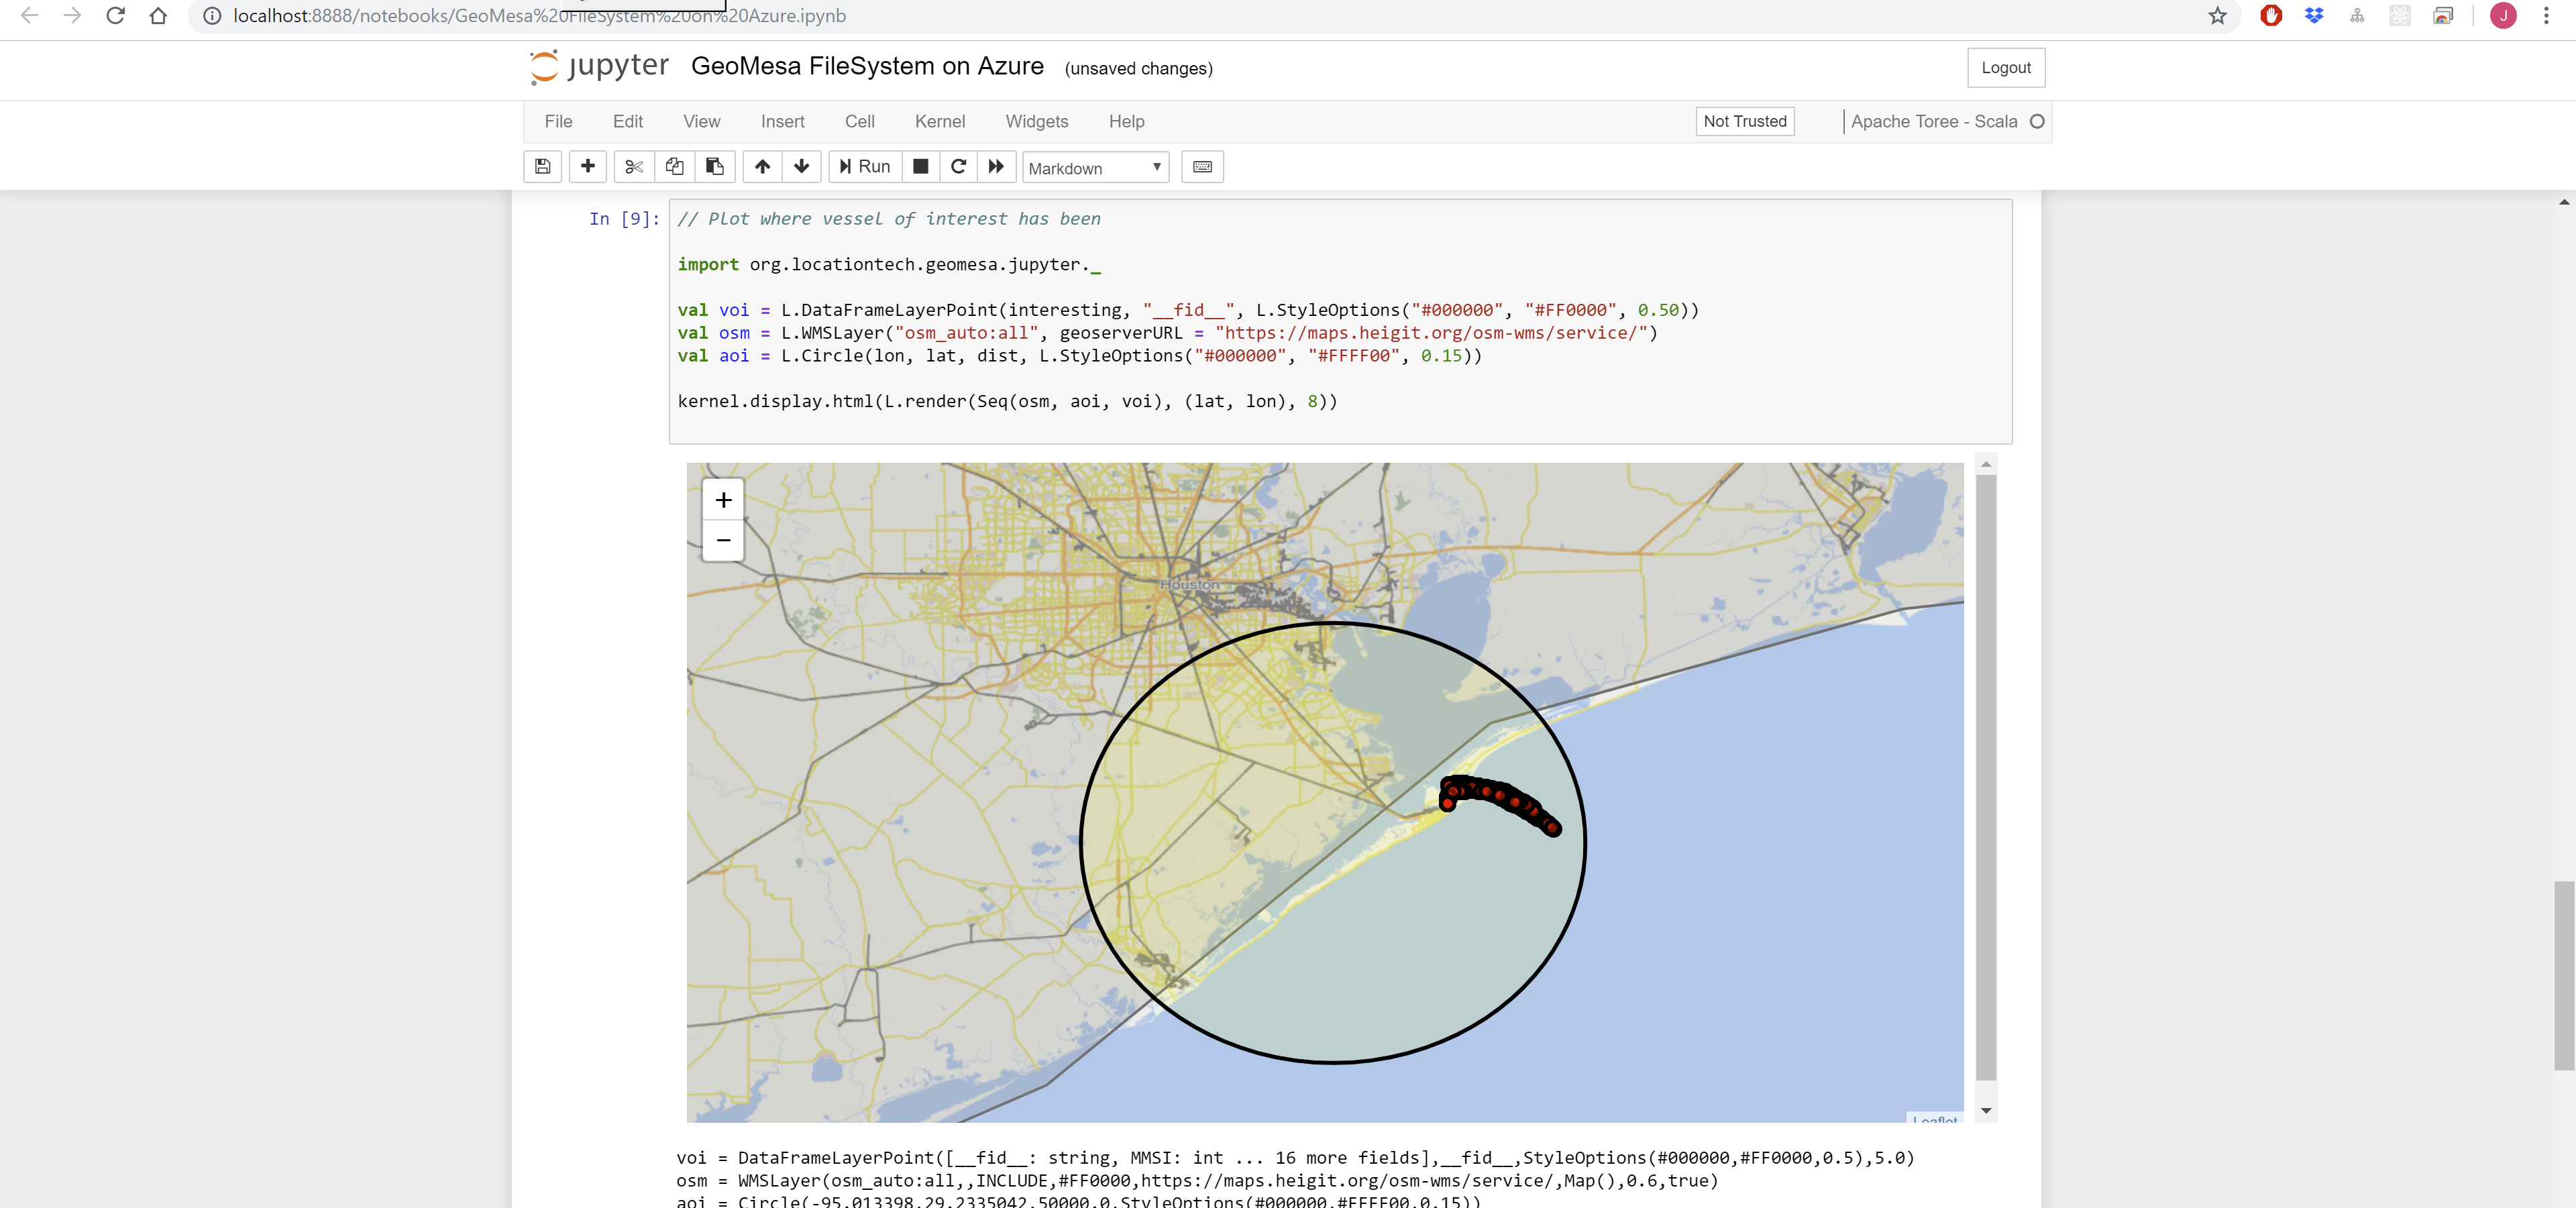 localhost:8888/notebooks/GeoMesa%20FileSystem%20on%20Azure.ipynb
J
jupyter GeoMesa FileSystem on Azure (unsaved changes)
Logout
File Edit View Insert Cell Kernel Widgets Help
Not Trusted
Apache Toree - Scala
Run
Markdown
In [9]:
// Plot where vessel of interest has been
import org.locationtech.geomesa.jupyter._
val voi = L.DataFrameLayerPoint(interesting, "__fid__", L.StyleOptions("#000000", "#FF0000", 0.50))
val osm = L.WMSLayer("osm_auto:all", geoserverURL = "https://maps.heigit.org/osm-wms/service/")
val aoi = L.Circle(lon, lat, dist, L.StyleOptions("#000000", "#FFFF00", 0.15))
kernel.display.html(L.render(Seq(osm, aoi, voi), (lat, lon), 8))
+
−
Houston
Leaflet
voi = DataFrameLayerPoint([__fid__: string, MMSI: int ... 16 more fields],__fid__,StyleOptions(#000000,#FF0000,0.5),5.0)
osm = WMSLayer(osm_auto:all,,INCLUDE,#FF0000,https://maps.heigit.org/osm-wms/service/,Map(),0.6,true)
aoi = Circle(-95.013398,29.2335042,50000.0,StyleOptions(#000000,#FFFF00,0.15))